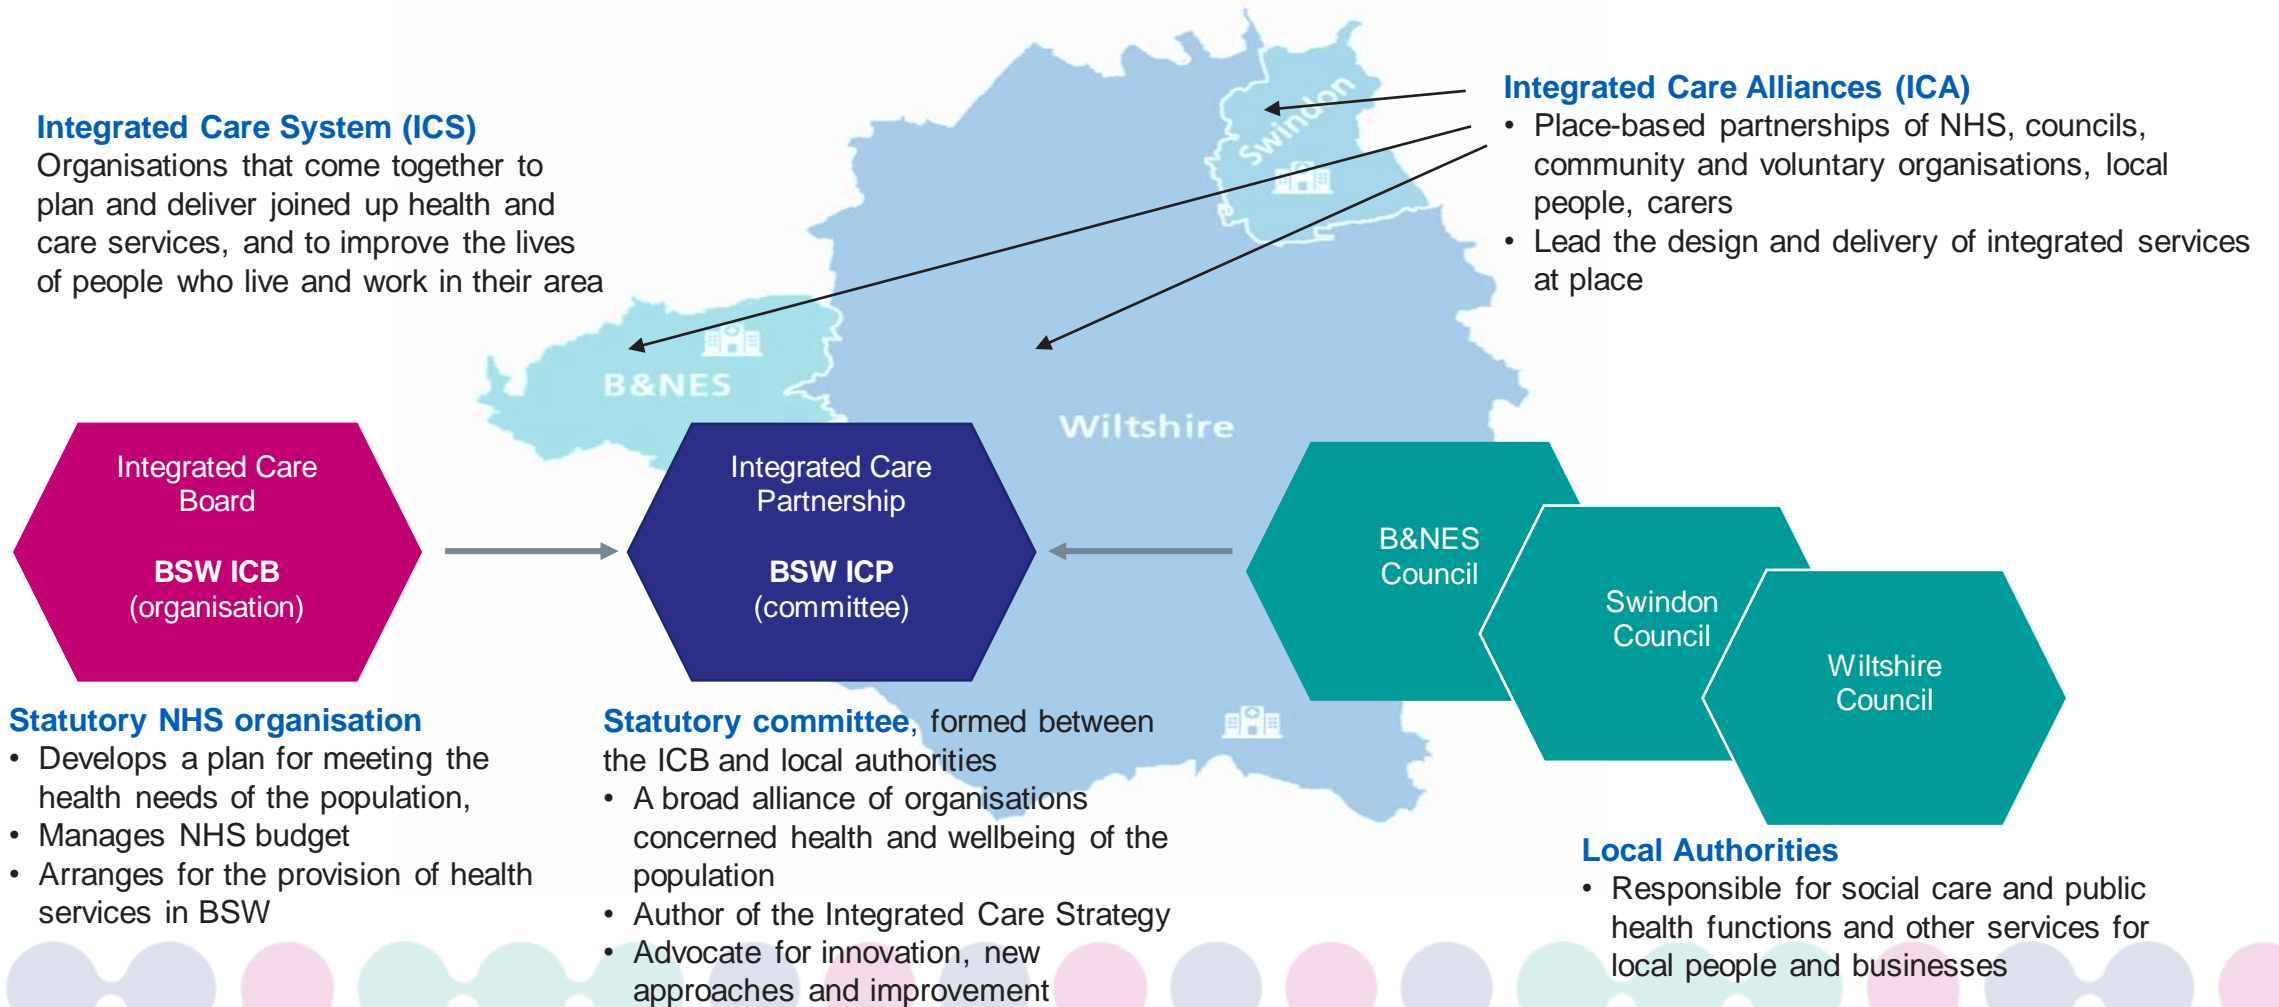 Integrated Care System (ICS)
Organisations that come together to
plan and deliver joined up health and
care services, and to improve the lives
of people who live and work in their area
Integrated Care Alliances (ICA)
• Place-based partnerships of NHS, councils,
community and voluntary organisations, local
people, carers
• Lead the design and delivery of integrated services
at place
Swindon
B&NES
Wiltshire
Integrated Care
Board
BSW ICB
(organisation)
Integrated Care
Partnership
BSW ICP
(committee)
B&NES
Council
Swindon
Council
Wiltshire
Council
Statutory NHS organisation
• Develops a plan for meeting the
health needs of the population,
• Manages NHS budget
• Arranges for the provision of health
services in BSW
Statutory committee, formed between
the ICB and local authorities
• A broad alliance of organisations
concerned health and wellbeing of the
population
• Author of the Integrated Care Strategy
• Advocate for innovation, new
approaches and improvement
Local Authorities
• Responsible for social care and public
health functions and other services for
local people and businesses